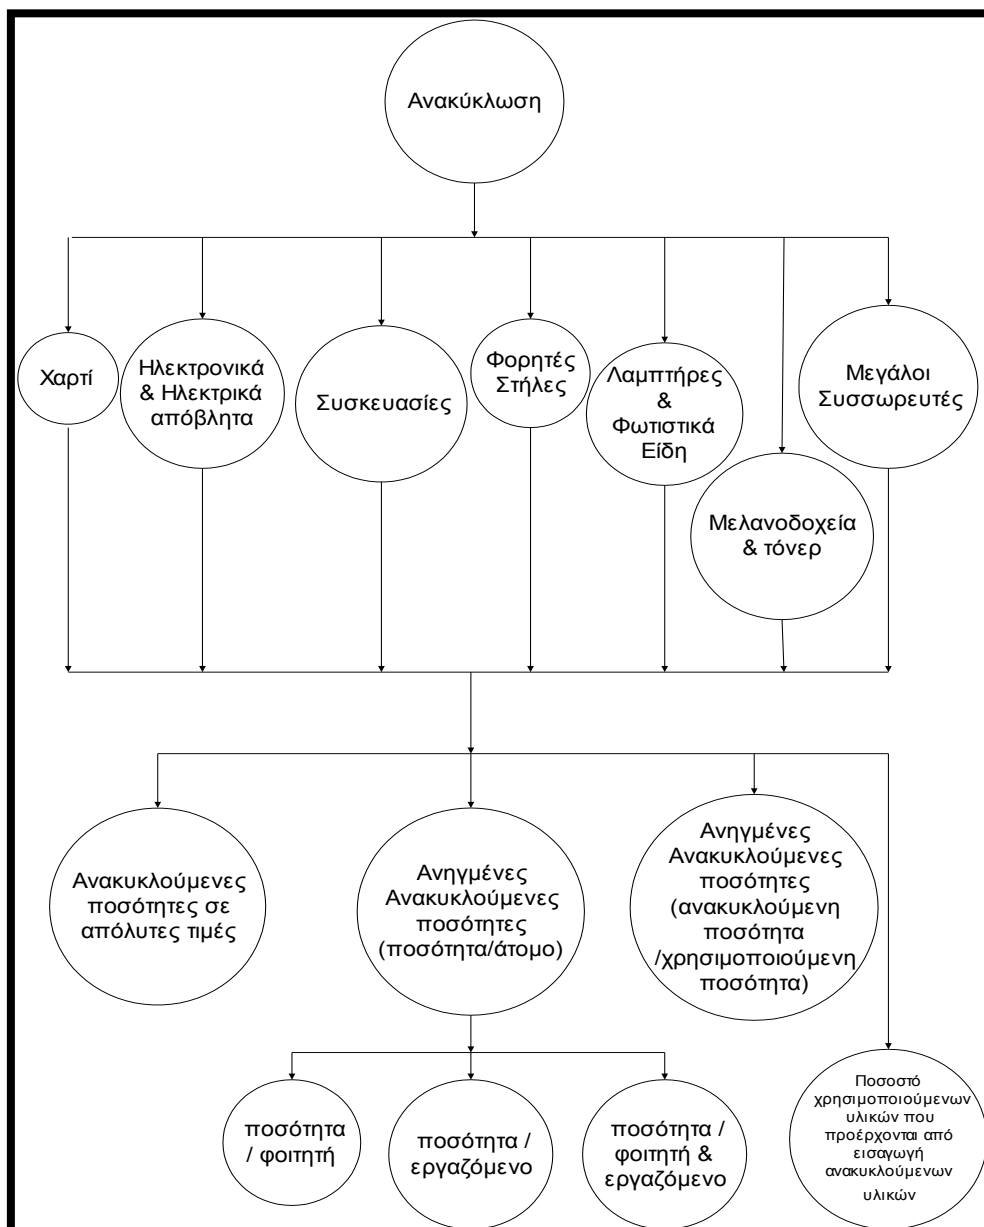 Ανακύκλωση
Χαρτί
Ηλεκτρονικά
& Ηλεκτρικά
απόβλητα
Συσκευασίες
Φορητές
Στήλες
Λαμπτήρες
&
Φωτιστικά
Είδη
Μελανοδοχεία
& τόνερ
Μεγάλοι
Συσσωρευτές
Ανακυκλούμενες
ποσότητες σε
απόλυτες τιμές
Ανηγμένες
Ανακυκλούμενες
ποσότητες
(ποσότητα/άτομο)
Ανηγμένες
Ανακυκλούμενες
ποσότητες
(ανακυκλούμενη
ποσότητα
/χρησιμοποιούμενη
ποσότητα)
ποσότητα
/ φοιτητή
ποσότητα /
εργαζόμενο
ποσότητα /
φοιτητή &
εργαζόμενο
Ποσοστό
χρησιμοποιούμενων
υλικών που
προέρχονται από
εισαγωγή
ανακυκλούμενων
υλικών